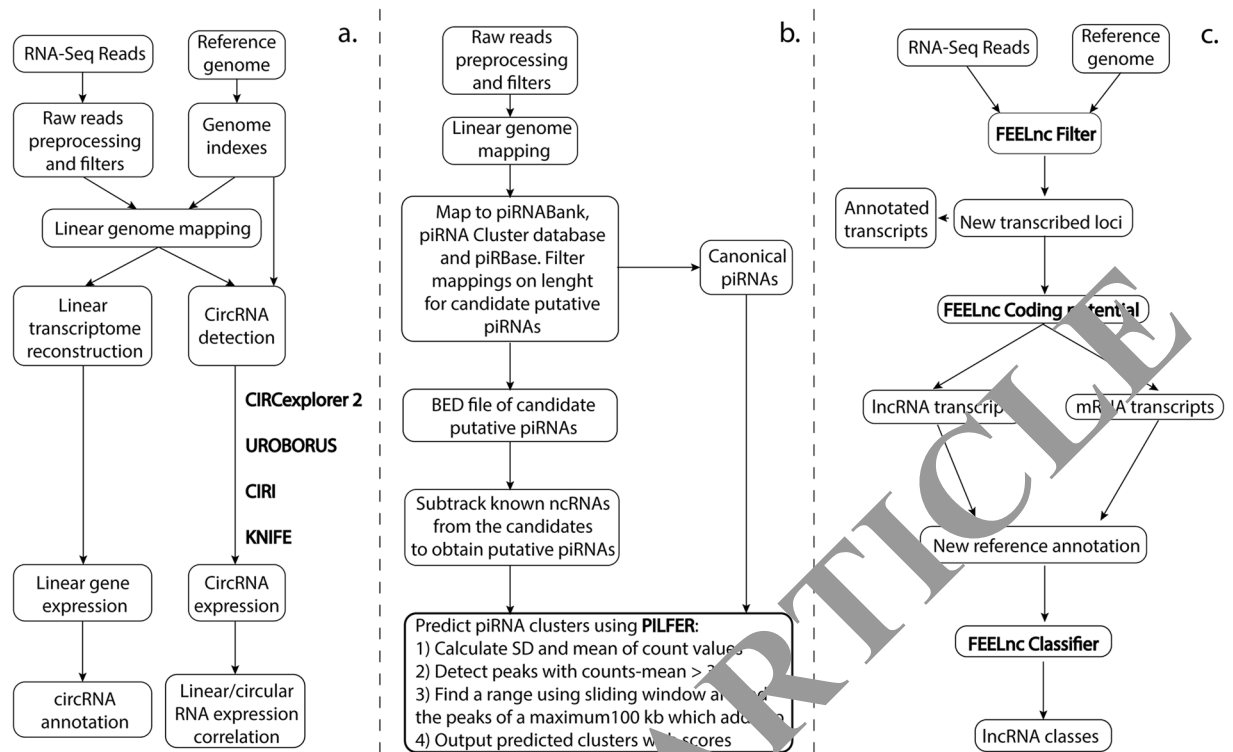 a.
RNA-Seq Reads
Reference
genome
Raw reads
preprocessing
and filters
Genome
indexes
Linear genome mapping
Linear
transcriptome
reconstruction
CircRNA
detection
CIRCexplorer 2
UROBORUS
CIRI
KNIFE
Linear gene
expression
CircRNA
expression
circRNA
annotation
Linear/circular
RNA expression
correlation
b.
Raw reads
preprocessing
and filters
Linear genome
mapping
Map to piRNABank,
piRNA Cluster database
and piRBase. Filter
mappings on lenght
for candidate putative
piRNAs
Canonical
piRNAs
BED file of candidate
putative piRNAs
Subtrack known ncRNAs
from the candidates
to obtain putative piRNAs
Predict piRNA clusters using PILFER:
1) Calculate SD and mean of count values
2) Detect peaks with counts-mean >
3) Find a range using sliding window
the peaks of a maximum100 kb which
4) Output predicted clusters with scores
c.
RNA-Seq Reads
Reference
genome
FEELnc Filter
Annotated
transcripts
New transcribed loci
FEELnc Coding potential
lncRNA transcripts
mRNA transcripts
New reference annotation
FEELnc Classifier
lncRNA classes
ARTICLE